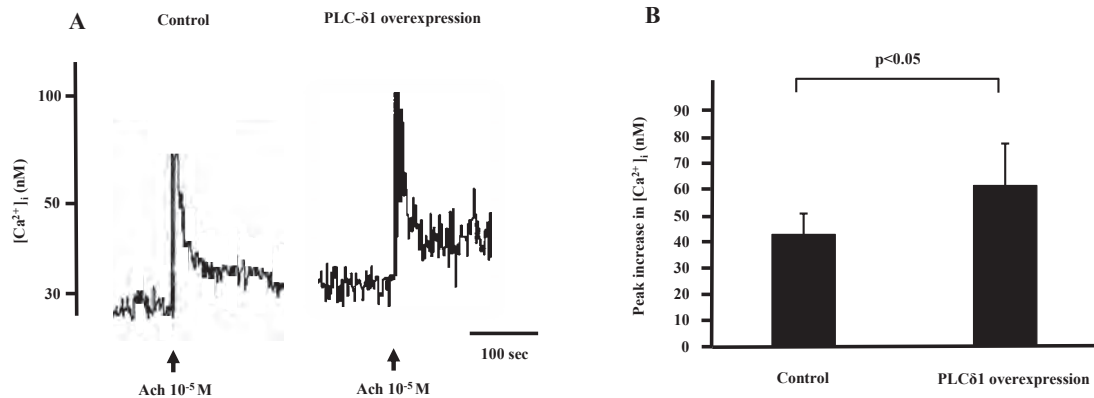 A
Control
PLC-δ1 overexpression
100
50
30
[Ca²⁺]ᵢ (nM)
100 sec
Ach 10⁻⁵ M
Ach 10⁻⁵ M
B
p<0.05
90
80
70
60
50
40
30
20
10
0
Peak increase in [Ca²⁺]ᵢ (nM)
Control
PLCδ1 overexpression